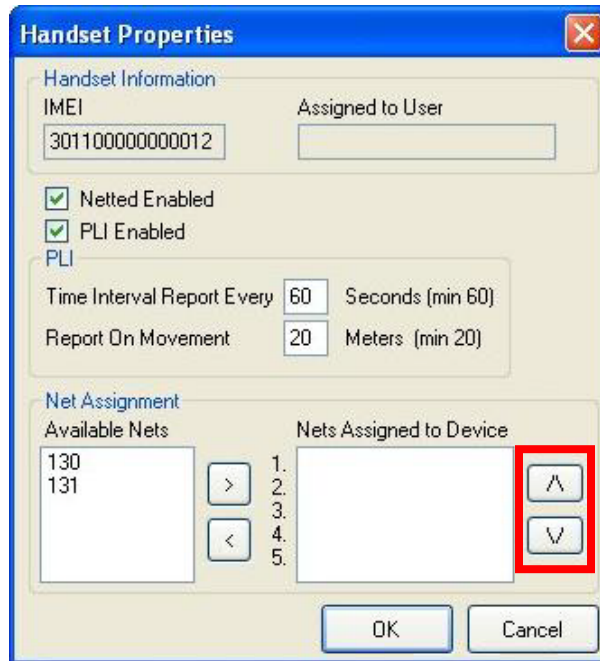 Handset Properties
Handset Information
IMEI Assigned to User
301100000000012
Netted Enabled
PLI Enabled
PLI
Time Interval Report Every 60 Seconds (min 60)
Report On Movement 20 Meters (min 20)
Net Assignment
Available Nets Nets Assigned to Device
130
131
>
<
1.
2.
3.
4.
5.
/\
\/
OK Cancel